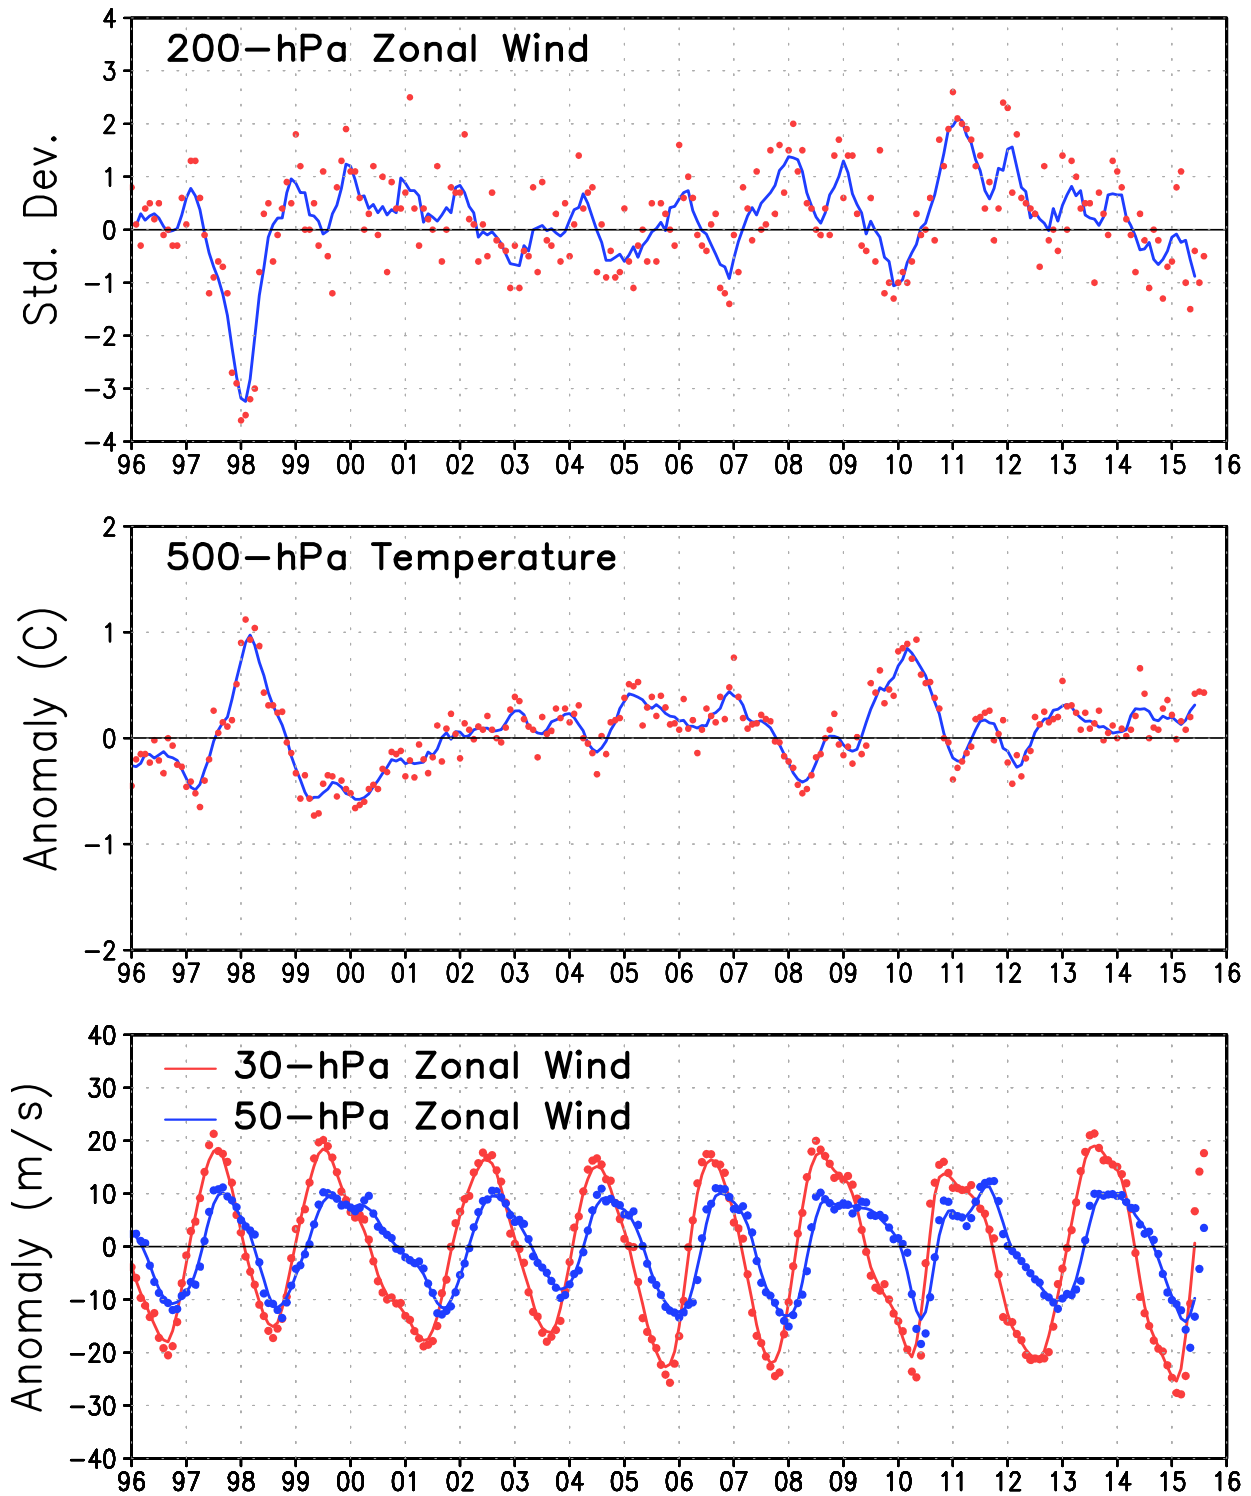 200-hPa Zonal Wind
Std. Dev.
4
3
2
1
0
-1
-2
-3
-4
96 97 98 99 00 01 02 03 04 05 06 07 08 09 10 11 12 13 14 15 16
500-hPa Temperature
Anomaly (C)
2
1
0
-1
-2
96 97 98 99 00 01 02 03 04 05 06 07 08 09 10 11 12 13 14 15 16
30-hPa Zonal Wind
50-hPa Zonal Wind
Anomaly (m/s)
40
30
20
10
0
-10
-20
-30
-40
96 97 98 99 00 01 02 03 04 05 06 07 08 09 10 11 12 13 14 15 16